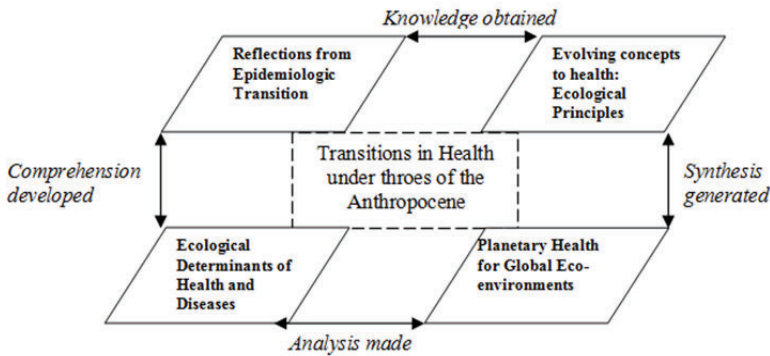 Knowledge obtained
Reflections from
Epidemiologic
Transition
Evolving concepts
to health:
Ecological
Principles
Comprehension
developed
Transitions in Health
under throes of the
Anthropocene
Synthesis
generated
Ecological
Determinants of
Health and
Diseases
Planetary Health
for Global Eco-
environments
Analysis made